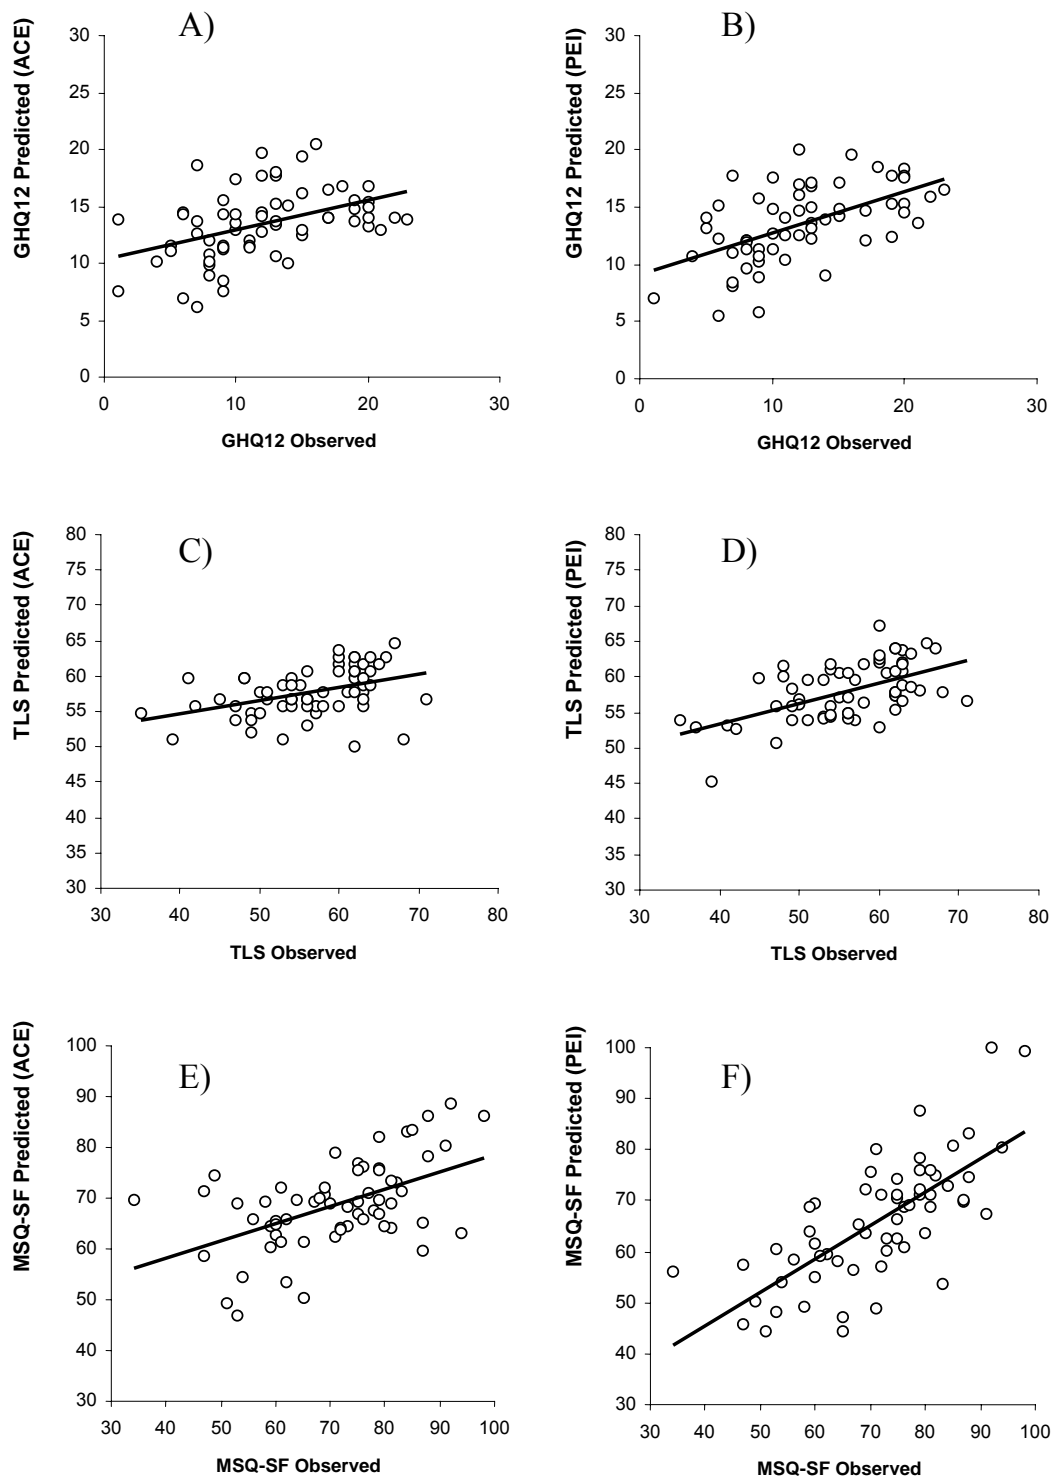 A)
GHQ12 Predicted (ACE)
30
25
20
15
10
5
0
0 10 20 30
GHQ12 Observed
B)
GHQ12 Predicted (PEI)
30
25
20
15
10
5
0
0 10 20 30
GHQ12 Observed
C)
TLS Predicted (ACE)
80
75
70
65
60
55
50
45
40
35
30
30 40 50 60 70 80
TLS Observed
D)
TLS Predicted (PEI)
80
75
70
65
60
55
50
45
40
35
30
30 40 50 60 70 80
TLS Observed
E)
MSQ-SF Predicted (ACE)
100
90
80
70
60
50
40
30
30 40 50 60 70 80 90 100
MSQ-SF Observed
F)
MSQ-SF Predicted (PEI)
100
90
80
70
60
50
40
30
30 40 50 60 70 80 90 100
MSQ-SF Observed